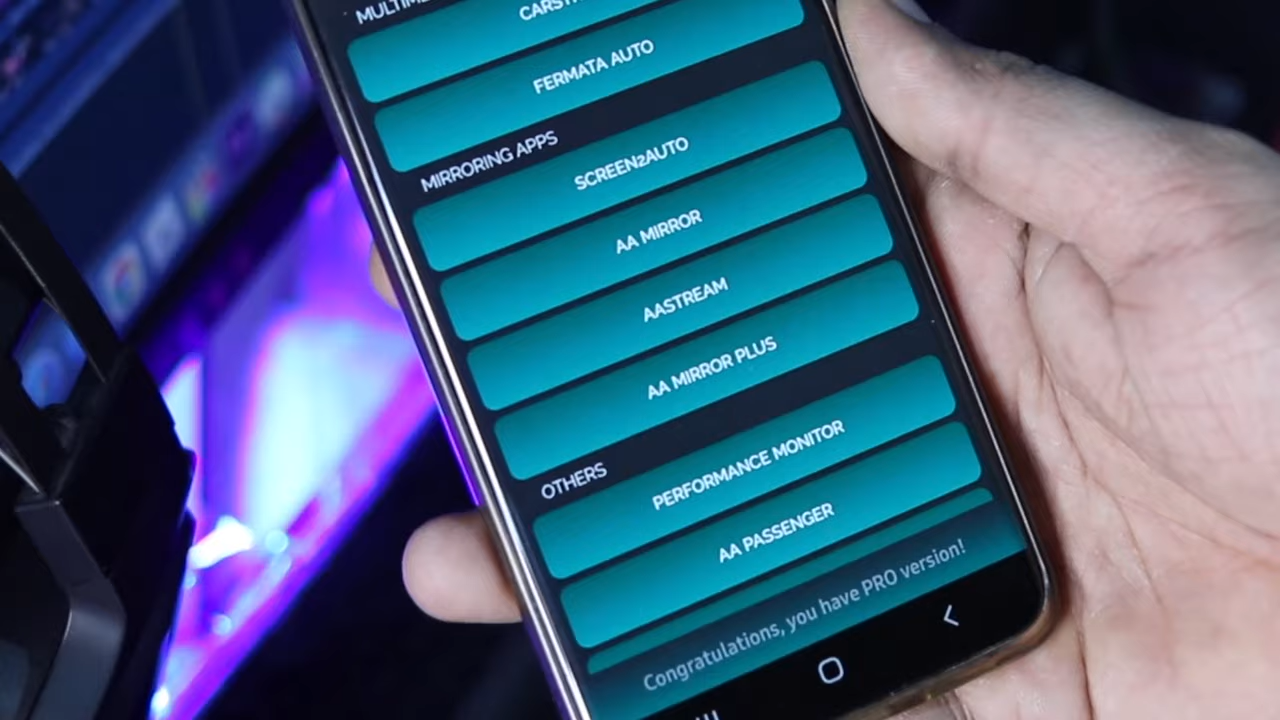 FERMATA AUTO
MIRRORING APPS
SCREEN2AUTO
AA MIRROR
AASTREAM
AA MIRROR PLUS
OTHERS
PERFORMANCE MONITOR
AA PASSENGER
Congratulations, you have PRO version!